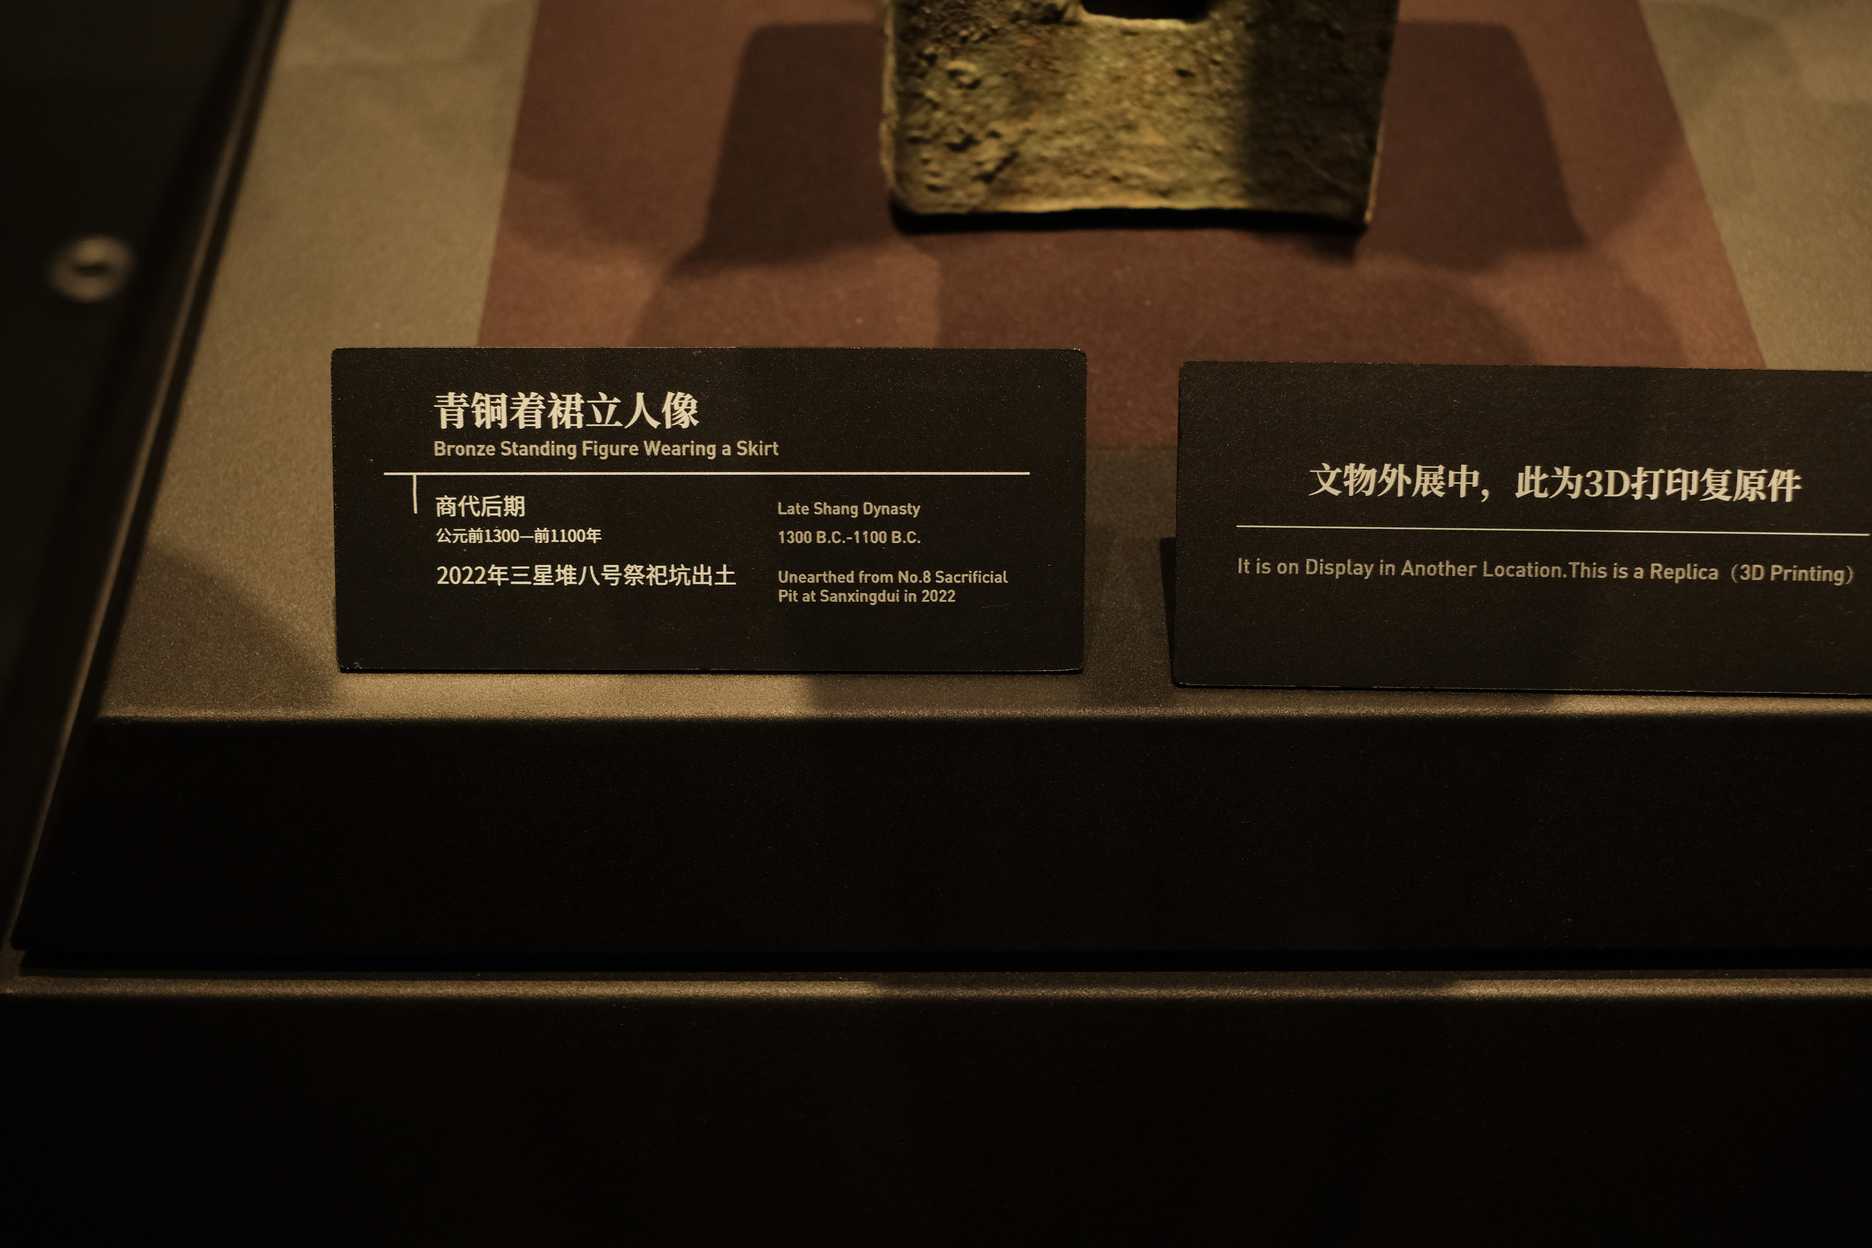 青铜着裙立人像
Bronze Standing Figure Wearing a Skirt
商代后期
公元前1300—前1100年
2022年三星堆八号祭祀坑出土
Late Shang Dynasty
1300 B.C.-1100 B.C.
Unearthed from No.8 Sacrificial
Pit at Sanxingdui in 2022
文物外展中，此为3D打印复原件
It is on Display in Another Location.This is a Replica（3D Printing）